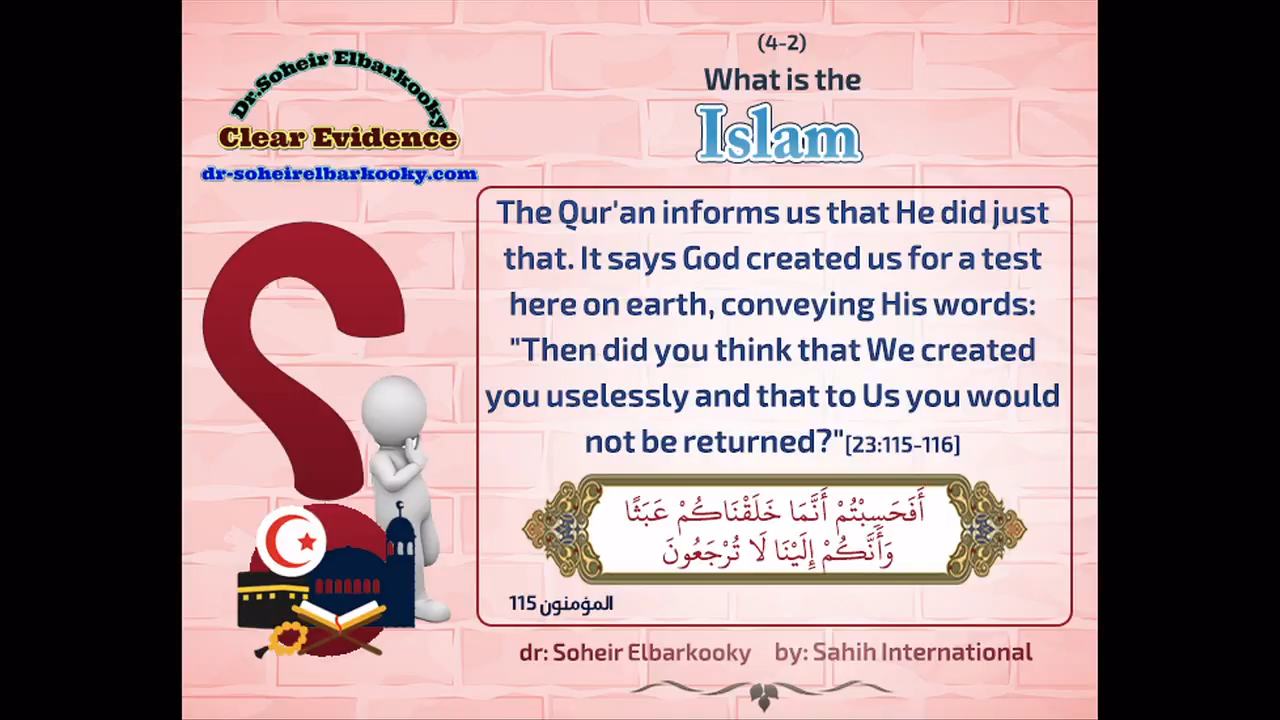 Dr.Soheir Elbarkooky
Clear Evidence
dr-soheirelbarkooky.com
(4-2)
What is the
Islam
The Qur'an informs us that He did just
that. It says God created us for a test
here on earth, conveying His words:
"Then did you think that We created
you uselessly and that to Us you would
not be returned?"[23:115-116]
أَفَحَسِبْتُمْ أَنَّمَا خَلَقْنَاكُمْ عَبَثًا
وَأَنَّكُمْ إِلَيْنَا لَا تُرْجَعُونَ
المؤمنون 115
dr: Soheir Elbarkooky by: Sahih International